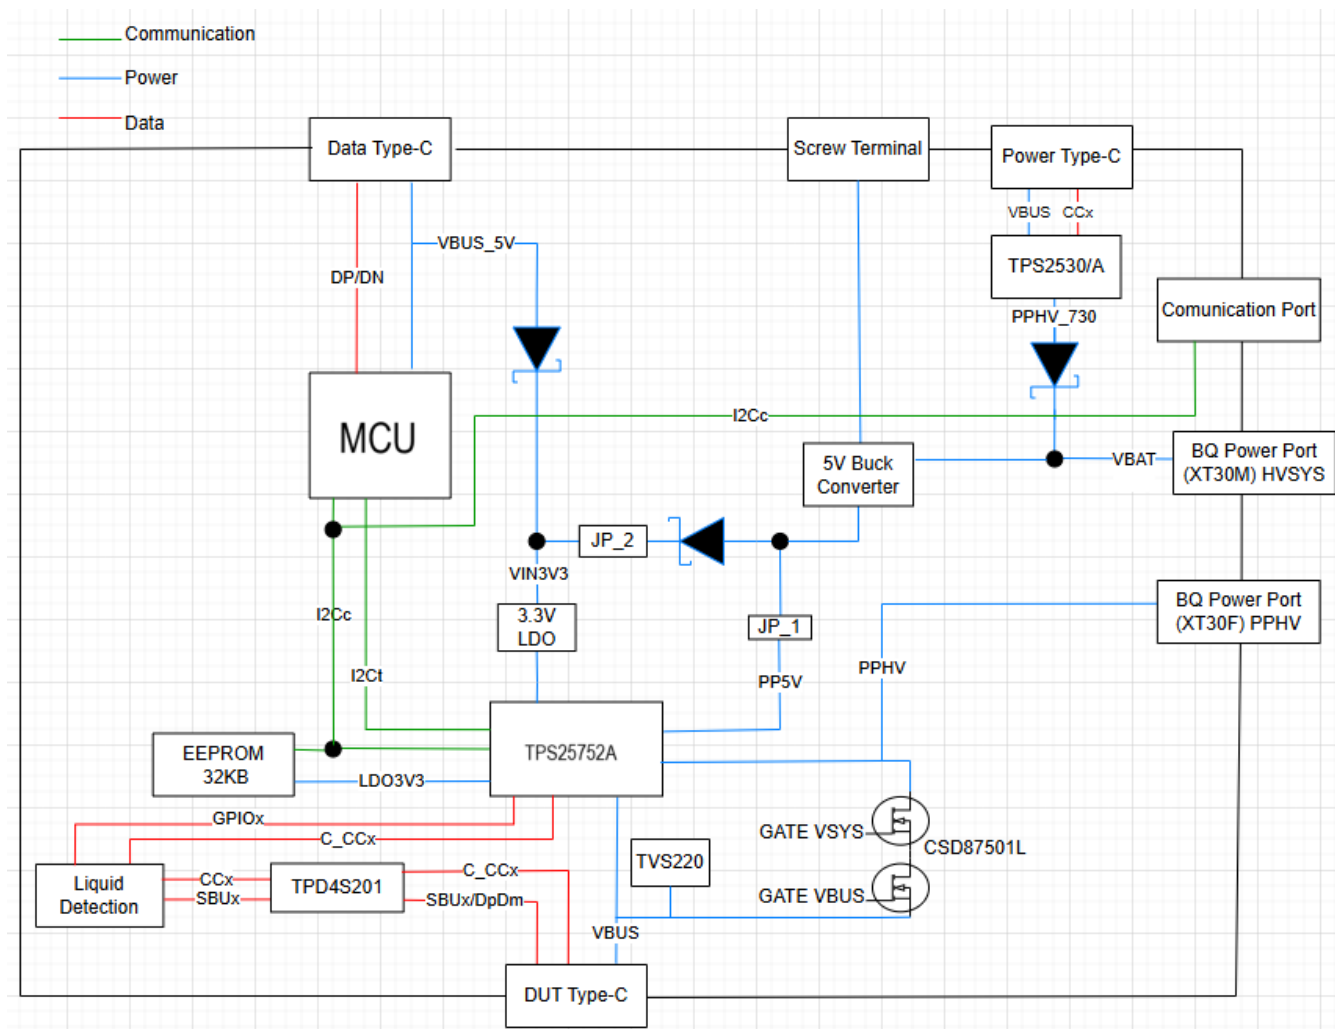 Communication
Power
Data
Data Type-C
Screw Terminal
Power Type-C
VBUS
CCx
VBUS_5V
DP/DN
TPS2530/A
PPHV_730
Comunication Port
MCU
I2Cc
5V Buck
Converter
VBAT
BQ Power Port
(XT30M) HVSYS
JP_2
VIN3V3
3.3V
LDO
JP_1
BQ Power Port
(XT30F) PPHV
I2Cc
I2Ct
PP5V
PPHV
EEPROM
32KB
LDO3V3
TPS25752A
GPIOx
C_CCx
GATE VSYS
CSD87501L
TVS220
Liquid
Detection
CCx
SBUx
TPD4S201
C_CCx
SBUx/DpDm
GATE VBUS
VBUS
DUT Type-C